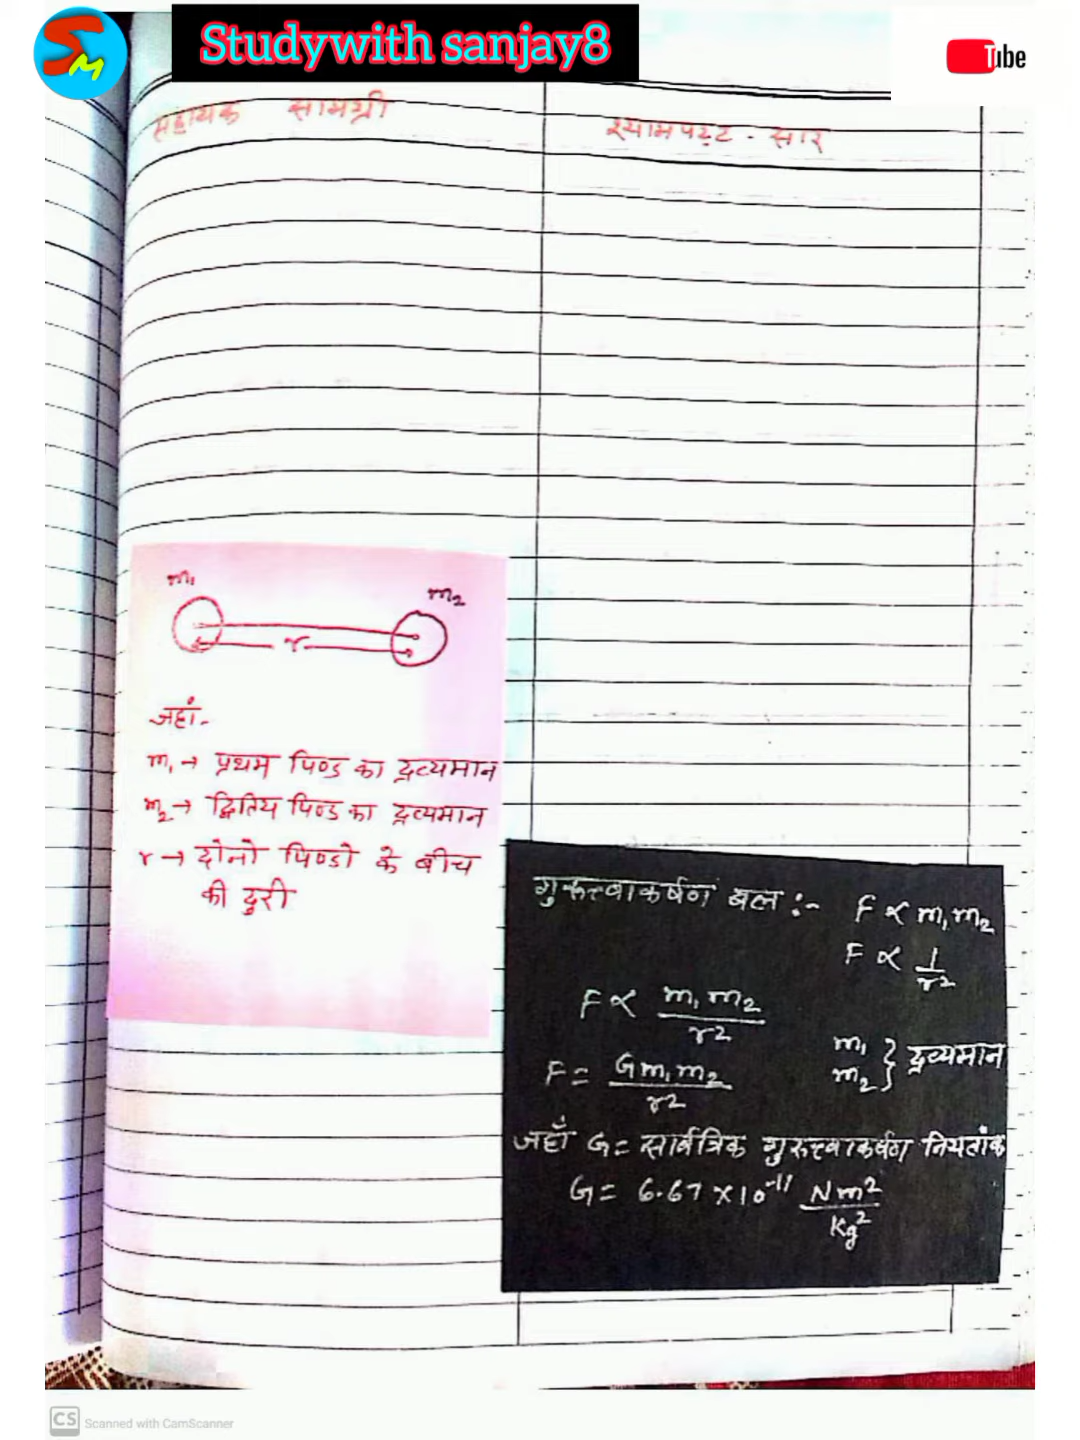 Studywith sanjay8
SM
Tube
सहायक सामग्री
श्यामपट्ट - सार
m₁
m₂
r
जहां-
m₁ → प्रथम पिण्ड का द्रव्यमान
m₂ → द्वितिय पिण्ड का द्रव्यमान
r → दोनो पिण्डो के बीच
की दुरी
गुरुत्त्वाकर्षण बल :- F ∝ m₁m₂
F ∝ 1/r²
F ∝ m₁m₂/r²
m₁ m₂ } द्रव्यमान
F = Gm₁m₂/r²
जहाँ G = सार्वत्रिक गुरुत्त्वाकर्षण नियतांक
G = 6.67 × 10⁻¹¹ Nm²/Kg²
CS Scanned with CamScanner